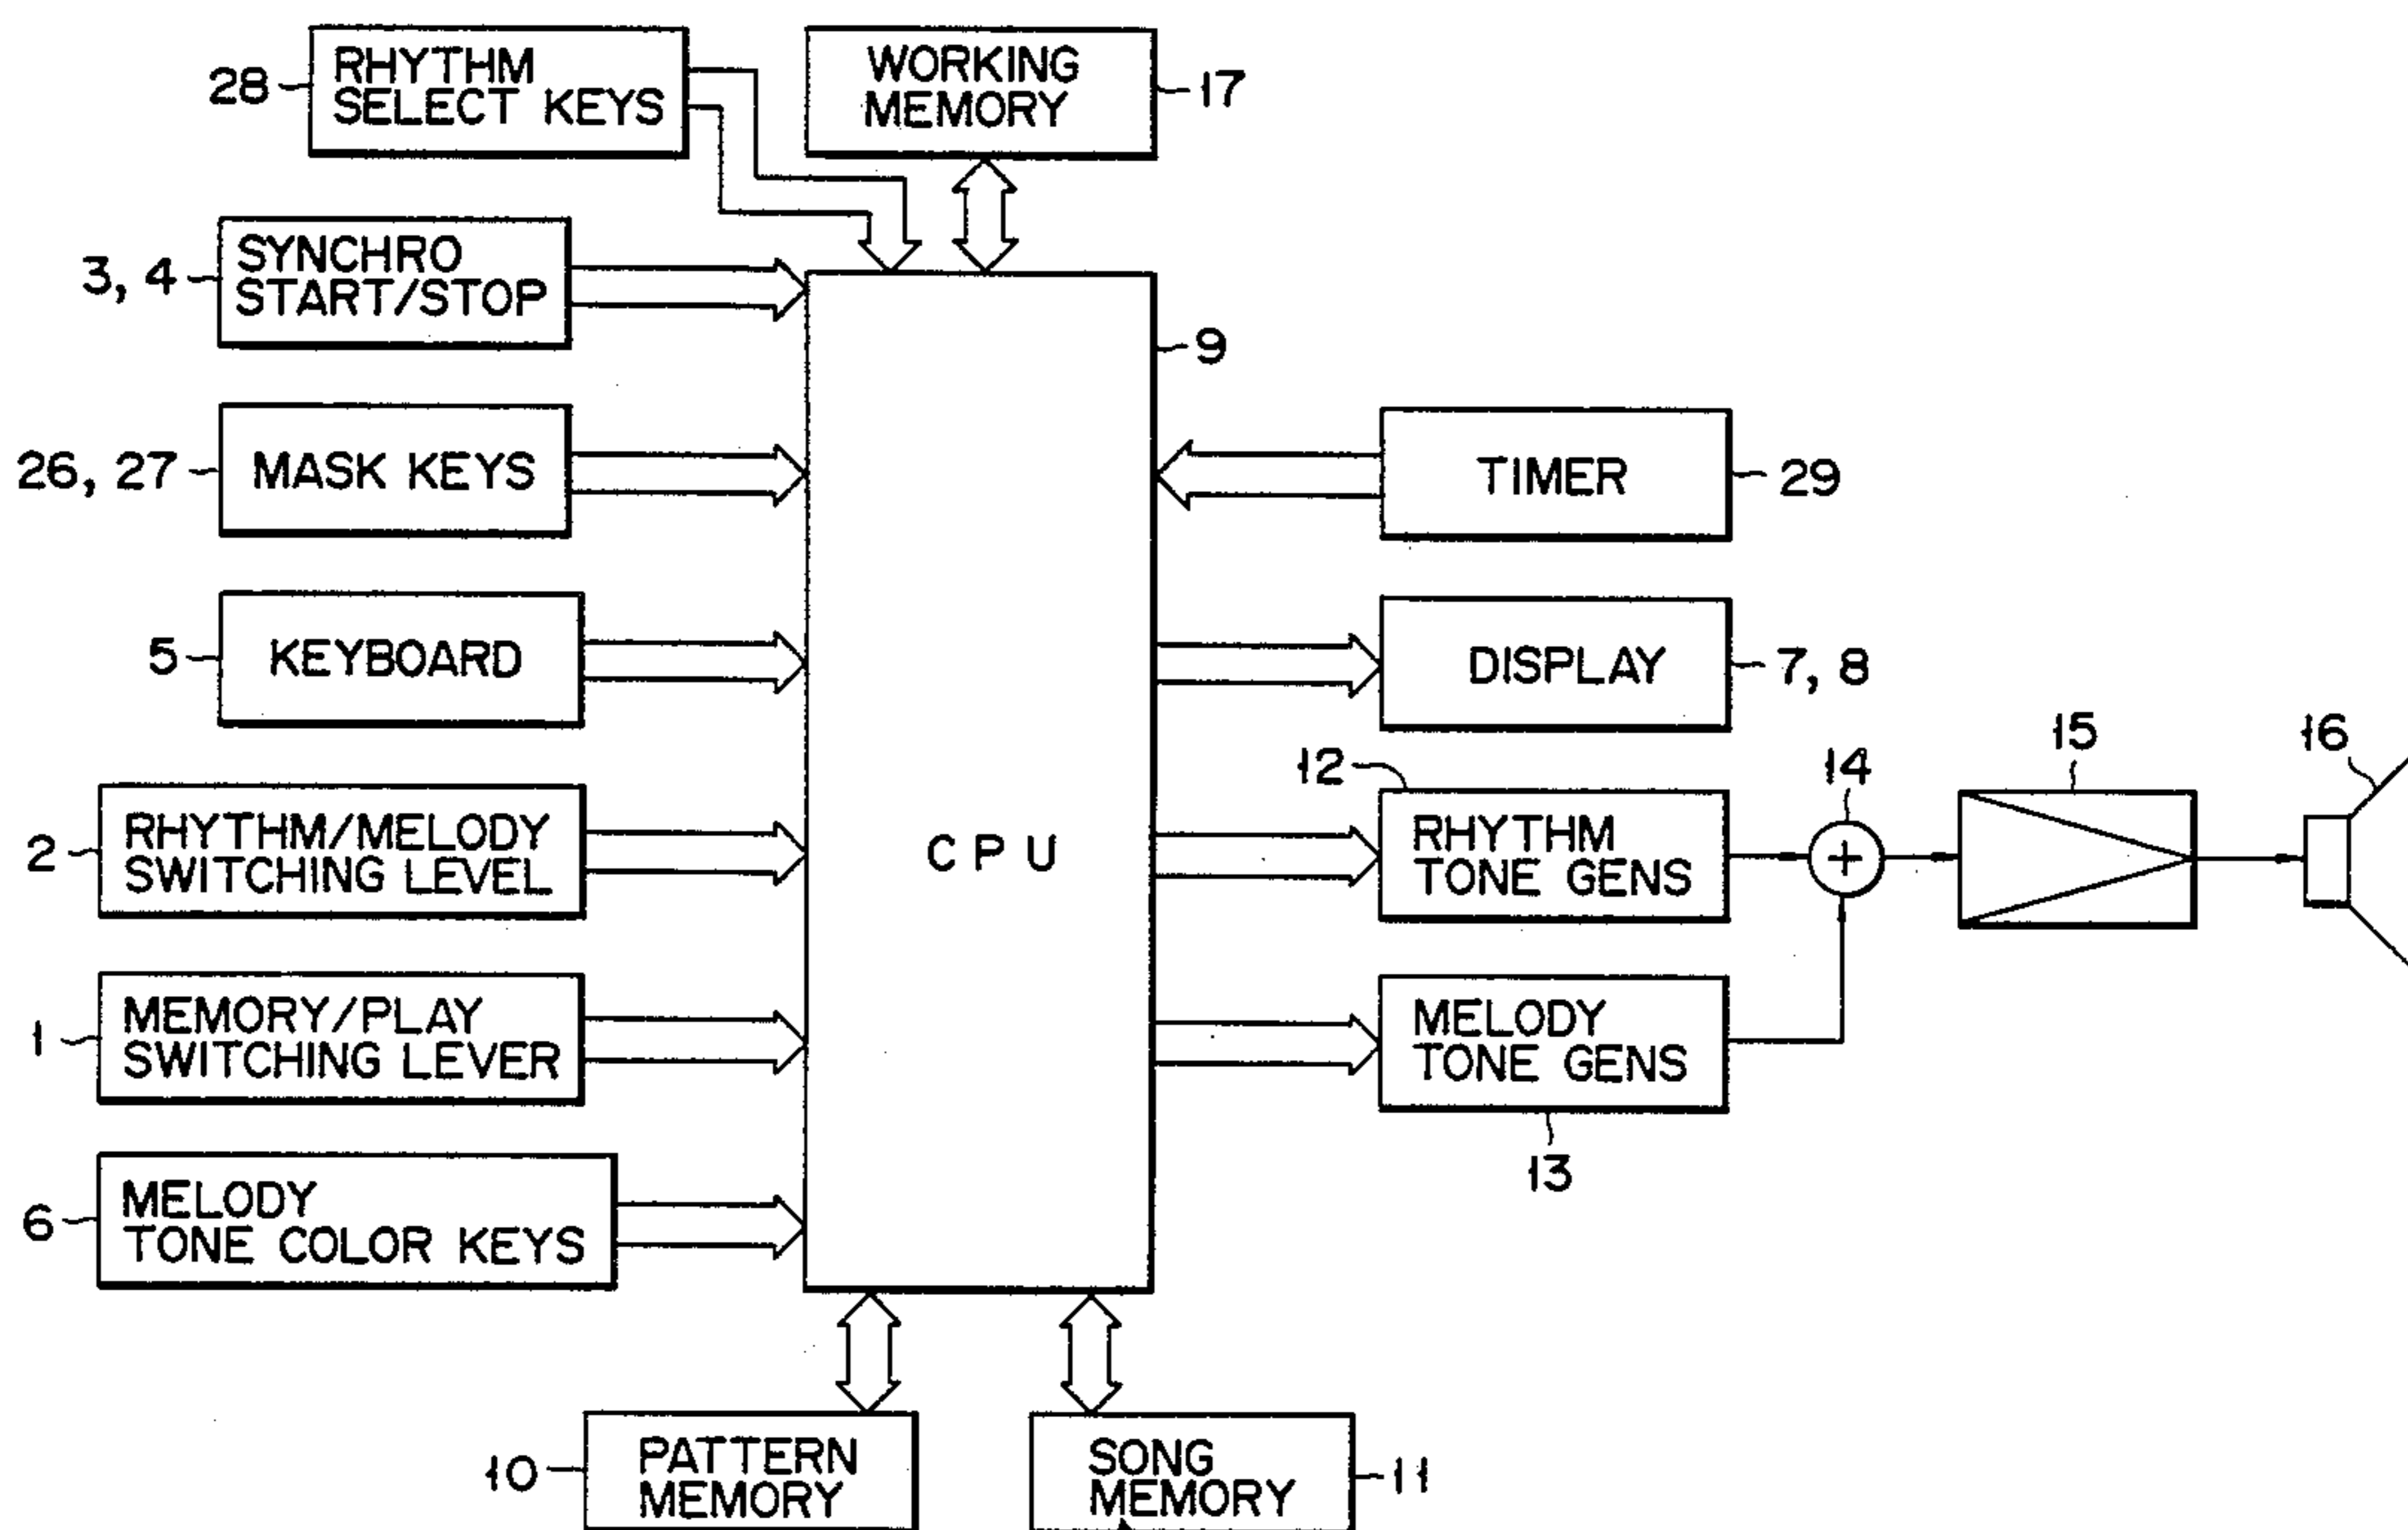 28
RHYTHM
SELECT KEYS
WORKING
MEMORY
17
3, 4
SYNCHRO
START/STOP
9
26, 27
MASK KEYS
TIMER
29
5
KEYBOARD
DISPLAY
7, 8
2
RHYTHM/MELODY
SWITCHING LEVEL
CPU
12
RHYTHM
TONE GENS
14
+
15
16
1
MEMORY/PLAY
SWITCHING LEVER
MELODY
TONE GENS
13
6
MELODY
TONE COLOR KEYS
10
PATTERN
MEMORY
SONG
MEMORY
11